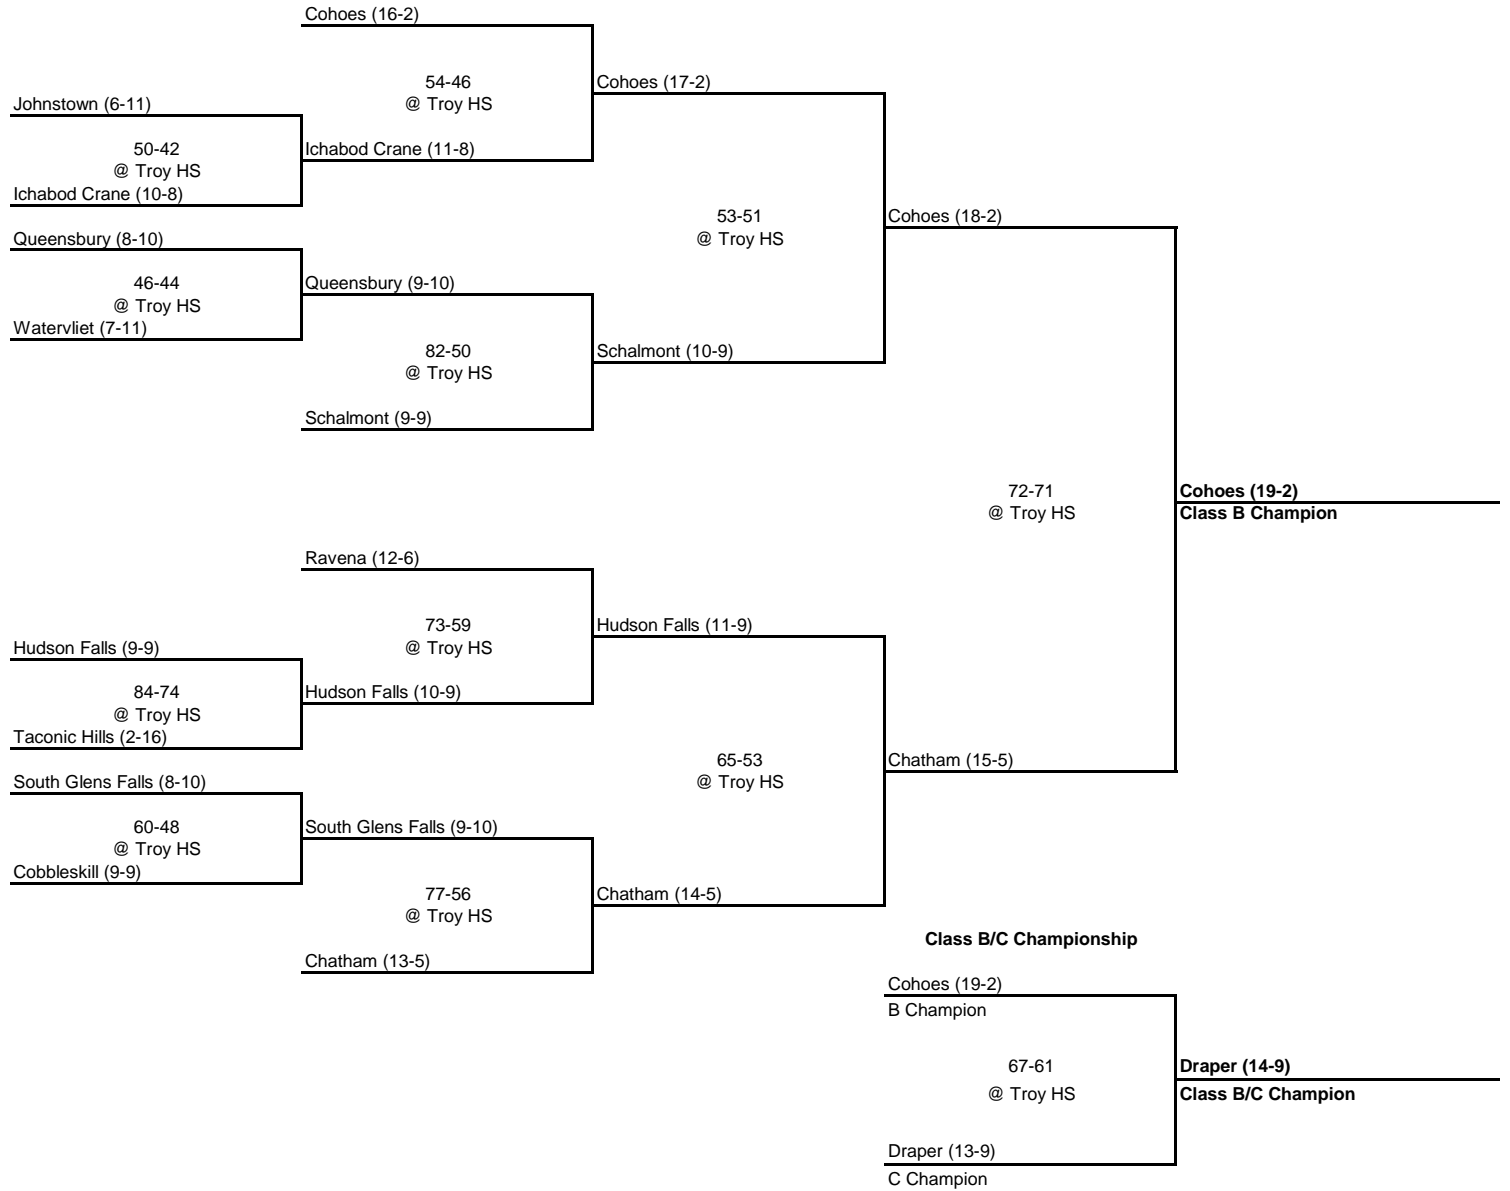 Cohoes (16-2)
54-46
@ Troy HS
Cohoes (17-2)
Johnstown (6-11)
50-42
@ Troy HS
Ichabod Crane (11-8)
Ichabod Crane (10-8)
53-51
@ Troy HS
Cohoes (18-2)
Queensbury (8-10)
46-44
@ Troy HS
Queensbury (9-10)
Watervliet (7-11)
82-50
@ Troy HS
Schalmont (10-9)
Schalmont (9-9)
72-71
@ Troy HS
Cohoes (19-2)
Class B Champion
Ravena (12-6)
73-59
@ Troy HS
Hudson Falls (11-9)
Hudson Falls (9-9)
84-74
@ Troy HS
Hudson Falls (10-9)
Taconic Hills (2-16)
65-53
@ Troy HS
Chatham (15-5)
South Glens Falls (8-10)
60-48
@ Troy HS
South Glens Falls (9-10)
Cobbleskill (9-9)
77-56
@ Troy HS
Chatham (14-5)
Chatham (13-5)
Class B/C Championship
Cohoes (19-2)
B Champion
67-61
@ Troy HS
Draper (14-9)
Class B/C Champion
Draper (13-9)
C Champion